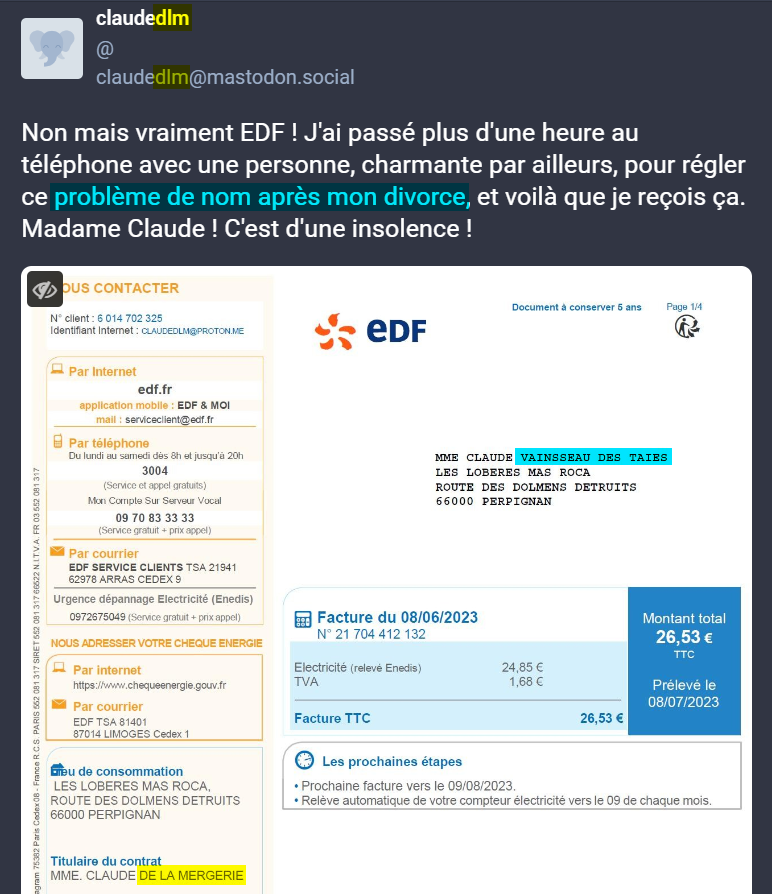 claudedlm
@
claudedlm@mastodon.social
Non mais vraiment EDF ! J'ai passé plus d'une heure au
téléphone avec une personne, charmante par ailleurs, pour régler
ce problème de nom après mon divorce, et voilà que je reçois ça.
Madame Claude ! C'est d'une insolence !
OUS CONTACTER
N° client : 6 014 702 325
Identifiant Internet : CLAUDEDLM@PROTON.ME
Par Internet
edf.fr
application mobile : EDF & MOI
mail : serviceclient@edf.fr
Par téléphone
Du lundi au samedi dès 8h et jusqu'à 20h
3004
(Service et appel gratuits)
Mon Compte Sur Serveur Vocal
09 70 83 33 33
(Service gratuit + prix appel)
Par courrier
EDF SERVICE CLIENTS TSA 21941
62978 ARRAS CEDEX 9
Urgence dépannage Electricité (Enedis)
0972675049 (Service gratuit + prix appel)
NOUS ADRESSER VOTRE CHEQUE ENERGIE
Par internet
https://www.chequeenergie.gouv.fr
Par courrier
EDF TSA 81401
87014 LIMOGES Cedex 1
eu de consommation
LES LOBERES MAS ROCA,
ROUTE DES DOLMENS DETRUITS
66000 PERPIGNAN
Titulaire du contrat
MME. CLAUDE DE LA MERGERIE
agram 75382 Paris Cedex 08 - France R.C.S. PARIS 552 081 317 SIRET 552 081 317 66522 N.I.T.V.A. FR 03 552 081 317
edF
Document à conserver 5 ans
Page 1/4
MME CLAUDE VAINSSEAU DES TAIES
LES LOBERES MAS ROCA
ROUTE DES DOLMENS DETRUITS
66000 PERPIGNAN
Facture du 08/06/2023
N° 21 704 412 132
Electricité (relevé Enedis) 24,85 €
TVA 1,68 €
Facture TTC 26,53 €
Montant total
26,53 €
TTC
Prélevé le
08/07/2023
Les prochaines étapes
• Prochaine facture vers le 09/08/2023.
• Relève automatique de votre compteur électricité vers le 09 de chaque mois.